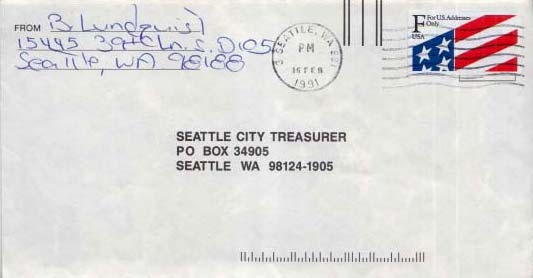 FROM B. Lundquist
15445 39th Ln. S. D105
Seattle, WA 98188
SEATTLE, WA 981
PM
15 FEB
1991
F For U.S. Addresses
Only
USA
SEATTLE CITY TREASURER
PO BOX 34905
SEATTLE WA 98124-1905